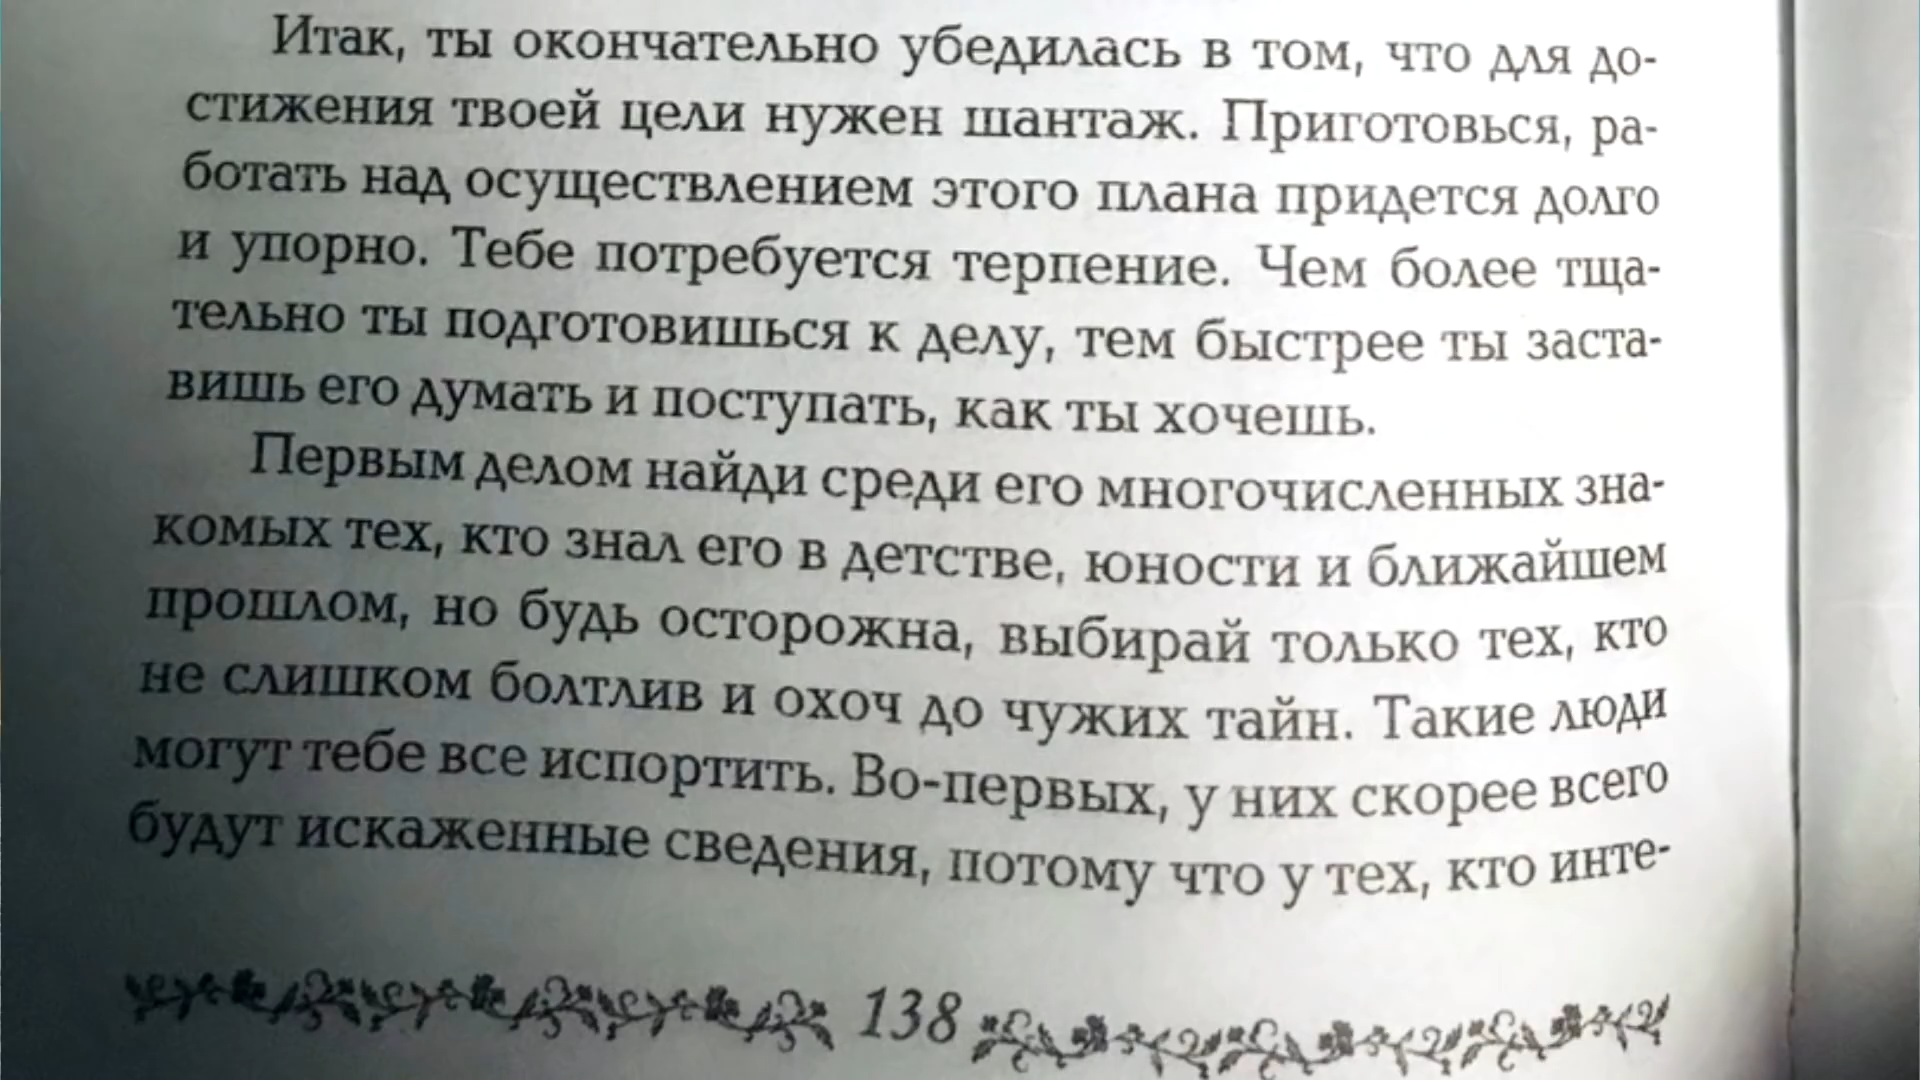 Итак, ты окончательно убедилась в том, что для до-
стижения твоей цели нужен шантаж. Приготовься, ра-
ботать над осуществлением этого плана придется долго
и упорно. Тебе потребуется терпение. Чем более тща-
тельно ты подготовишься к делу, тем быстрее ты заста-
вишь его думать и поступать, как ты хочешь.
Первым делом найди среди его многочисленных зна-
комых тех, кто знал его в детстве, юности и ближайшем
прошлом, но будь осторожна, выбирай только тех, кто
не слишком болтлив и охоч до чужих тайн. Такие люди
могут тебе все испортить. Во-первых, у них скорее всего
будут искаженные сведения, потому что у тех, кто инте-
138